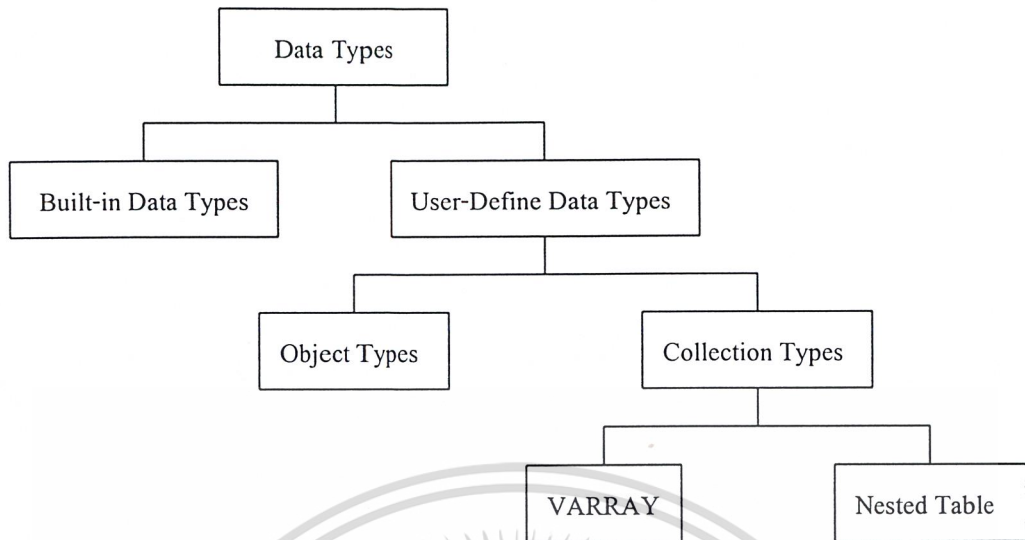 Data Types
Built-in Data Types
User-Define Data Types
Object Types
Collection Types
VARRAY
Nested Table